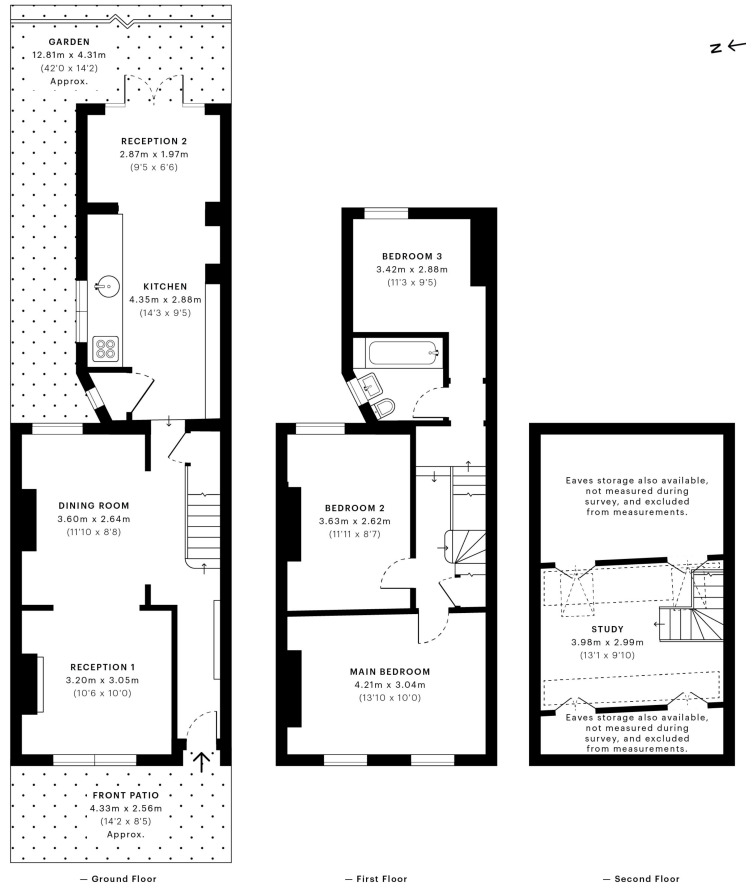 GARDEN
12.81m x 4.31m
(42'0 x 14'2)
Approx.
N
RECEPTION 2
2.87m x 1.97m
(9'5 x 6'6)
KITCHEN
4.35m x 2.88m
(14'3 x 9'5)
DINING ROOM
3.60m x 2.64m
(11'10 x 8'8)
RECEPTION 1
3.20m x 3.05m
(10'6 x 10'0)
FRONT PATIO
4.33m x 2.56m
(14'2 x 8'5)
Approx.
— Ground Floor
BEDROOM 3
3.42m x 2.88m
(11'3 x 9'5)
BEDROOM 2
3.63m x 2.62m
(11'11 x 8'7)
MAIN BEDROOM
4.21m x 3.04m
(13'10 x 10'0)
— First Floor
Eaves storage also available,
not measured during
survey, and excluded
from measurements.
STUDY
3.98m x 2.99m
(13'1 x 9'10)
Eaves storage also available,
not measured during
survey, and excluded
from measurements.
— Second Floor